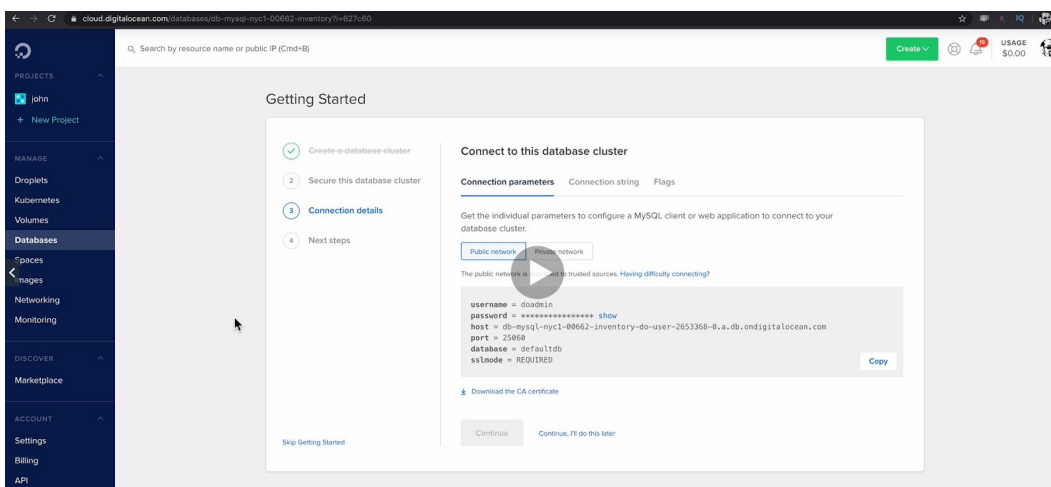 cloud.digitalocean.com/databases/db-mysql-nyc1-00662-inventory?i=627c60
K IQ
Search by resource name or public IP (Cmd+B)
Create
USAGE
$0.00
PROJECTS
john
+ New Project
MANAGE
Droplets
Kubernetes
Volumes
Databases
Spaces
Images
Networking
Monitoring
DISCOVER
Marketplace
ACCOUNT
Settings
Billing
API
Getting Started
Create a database cluster
2 Secure this database cluster
3 Connection details
4 Next steps
Skip Getting Started
Connect to this database cluster
Connection parameters Connection string Flags
Get the individual parameters to configure a MySQL client or web application to connect to your
database cluster.
Public network Private network
The public network is to trusted sources. Having difficulty connecting?
username = doadmin
password = **************** show
host = db-mysql-nyc1-00662-inventory-do-user-2653368-0.a.db.ondigitalocean.com
port = 25060
database = defaultdb
sslmode = REQUIRED
Copy
Download the CA certificate
Continue Continue, I'll do this later